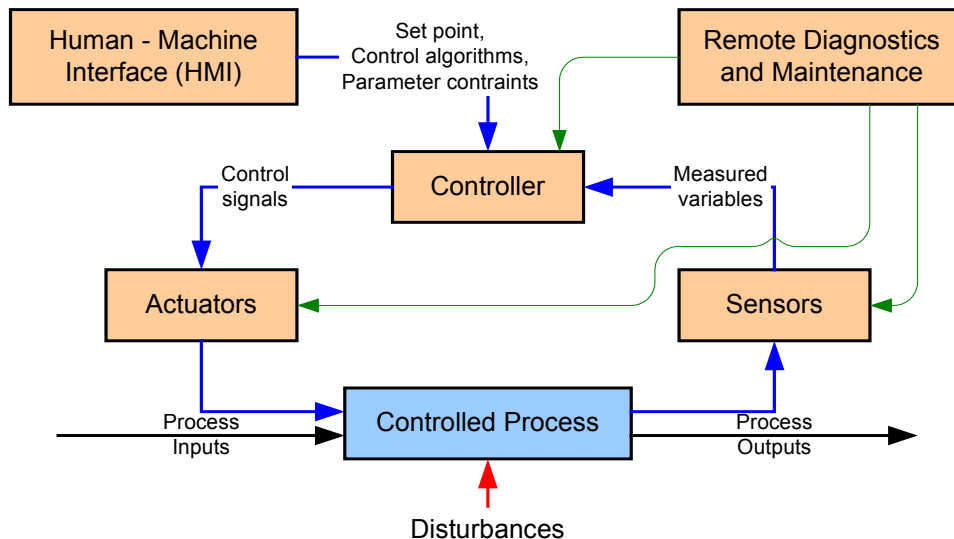 Human - Machine
Interface (HMI)
Set point,
Control algorithms,
Parameter contraints
Remote Diagnostics
and Maintenance
Controller
Control
signals
Measured
variables
Actuators
Sensors
Controlled Process
Process
Inputs
Process
Outputs
Disturbances